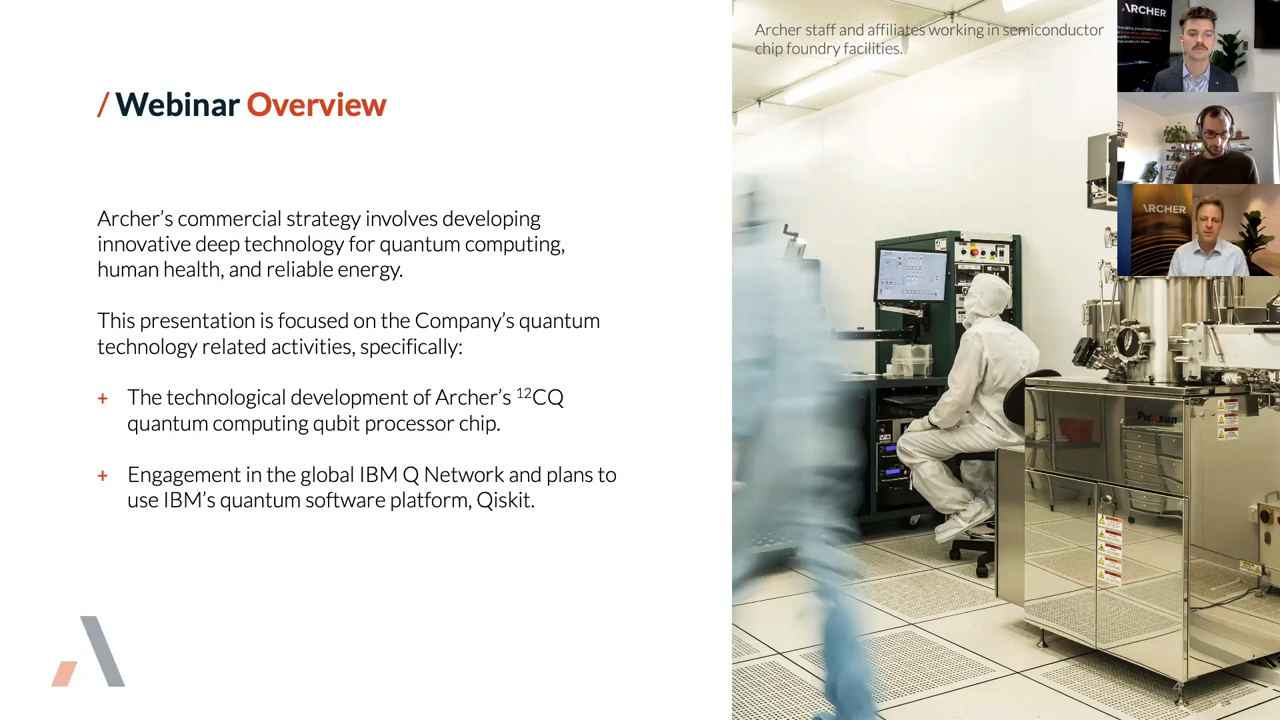 Archer staff and affiliates working in semiconductor
chip foundry facilities.
/ Webinar Overview
Archer’s commercial strategy involves developing
innovative deep technology for quantum computing,
human health, and reliable energy.
This presentation is focused on the Company’s quantum
technology related activities, specifically:
+ The technological development of Archer’s ¹²CQ
quantum computing qubit processor chip.
+ Engagement in the global IBM Q Network and plans to
use IBM’s quantum software platform, Qiskit.
ARCHER
ARCHER
Picosun
4